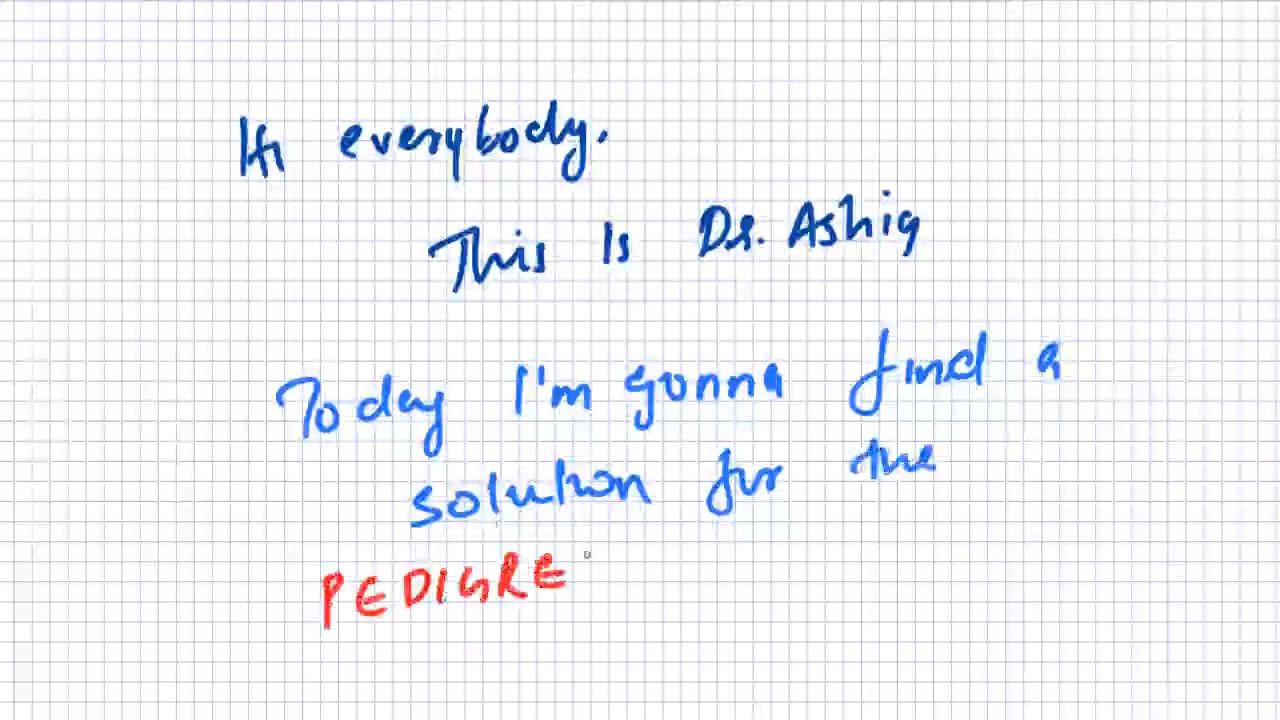 Hi everybody.
This Is Dr. Ashiq
Today I'm gonna find a
solution for the
PEDIGRE